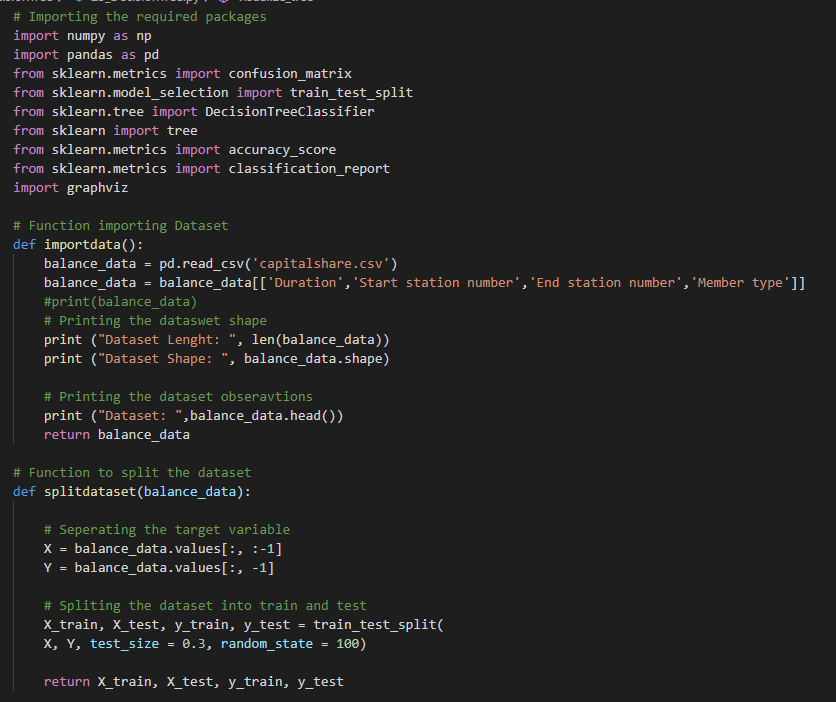 # Importing the required packages
import numpy as np
import pandas as pd
from sklearn.metrics import confusion_matrix
from sklearn.model_selection import train_test_split
from sklearn.tree import DecisionTreeClassifier
from sklearn import tree
from sklearn.metrics import accuracy_score
from sklearn.metrics import classification_report
import graphviz
# Function importing Dataset
def importdata():
balance_data = pd.read_csv('capitalshare.csv')
balance_data = balance_data[['Duration','Start station number','End station number','Member type']]
#print(balance_data)
# Printing the dataswet shape
print ("Dataset Lenght: ", len(balance_data))
print ("Dataset Shape: ", balance_data.shape)
# Printing the dataset obseravtions
print ("Dataset: ",balance_data.head())
return balance_data
# Function to split the dataset
def splitdataset(balance_data):
# Seperating the target variable
X = balance_data.values[:, :-1]
Y = balance_data.values[:, -1]
# Spliting the dataset into train and test
X_train, X_test, y_train, y_test = train_test_split(
X, Y, test_size = 0.3, random_state = 100)
return X_train, X_test, y_train, y_test